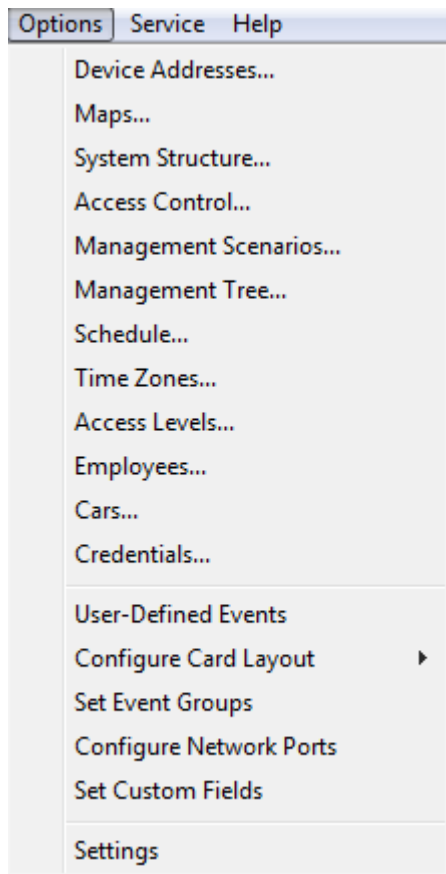 Options Service Help
Device Addresses...
Maps...
System Structure...
Access Control...
Management Scenarios...
Management Tree...
Schedule...
Time Zones...
Access Levels...
Employees...
Cars...
Credentials...
User-Defined Events
Configure Card Layout
Set Event Groups
Configure Network Ports
Set Custom Fields
Settings